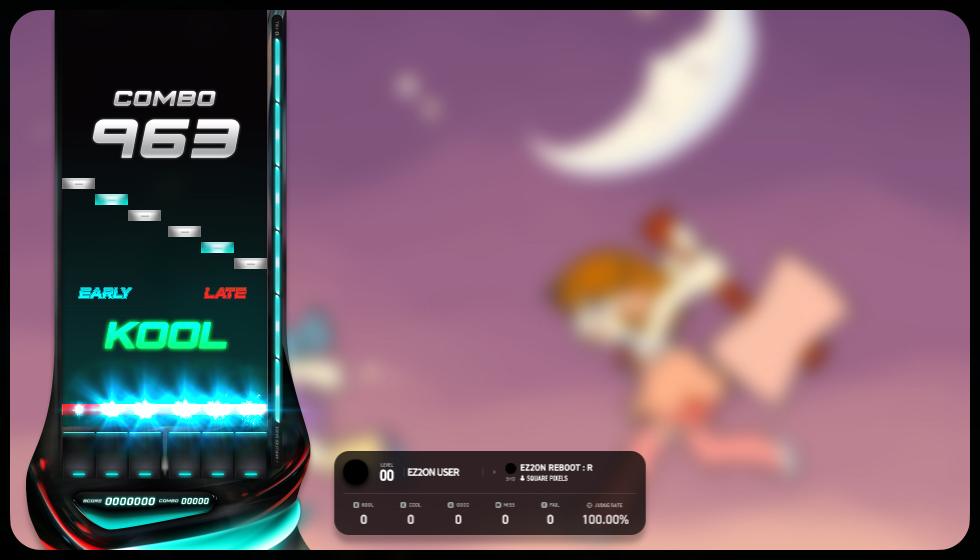 COMBO
963
EARLY LATE
KOOL
SCORE 0000000 COMBO 00000
LEVEL
00 EZ2ON USER EZ2ON REBOOT : R
SQUARE PIXELS
KOOL COOL GOOD MISS FAIL JUDGE RATE
0 0 0 0 0 100.00%